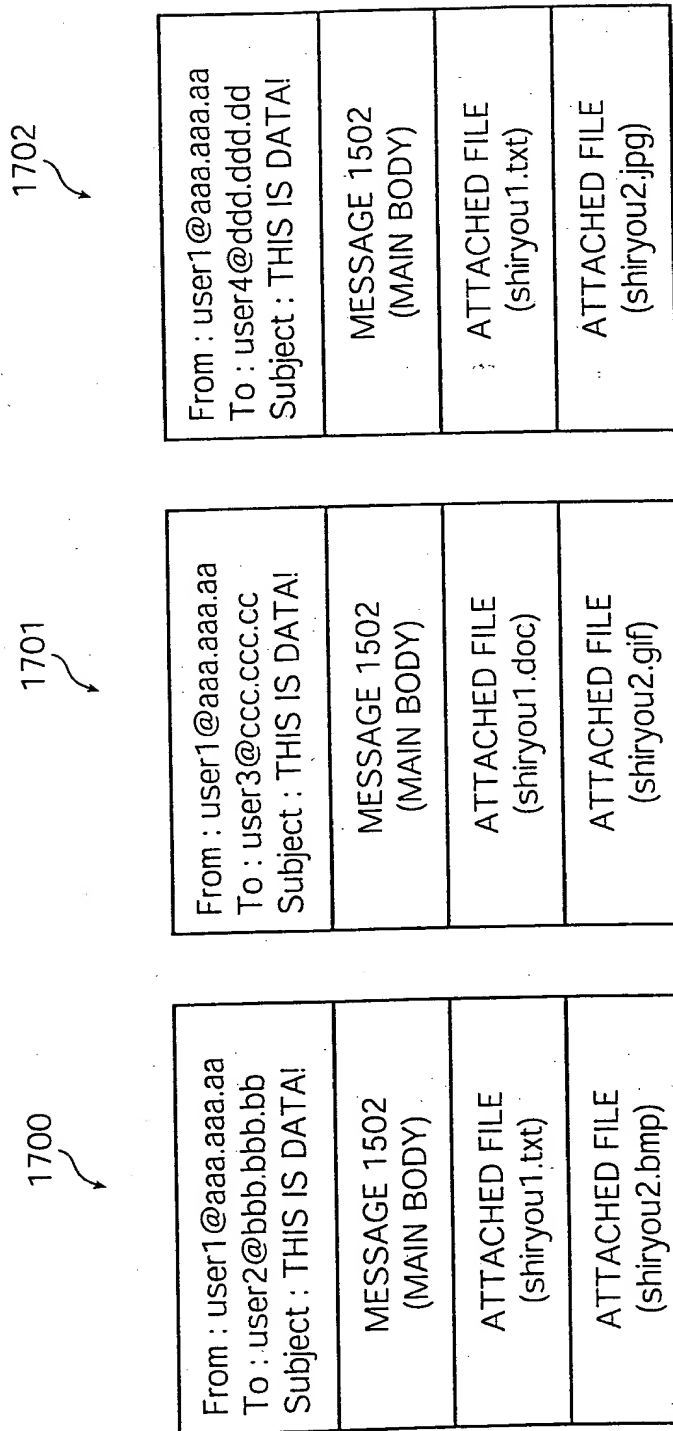 1700
From : user1@aaa.aaa.aa
To : user2@bbb.bbb.bb
Subject : THIS IS DATA!
MESSAGE 1502
(MAIN BODY)
ATTACHED FILE
(shiryou1.txt)
ATTACHED FILE
(shiryou2.bmp)
1701
From : user1@aaa.aaa.aa
To : user3@ccc.ccc.cc
Subject : THIS IS DATA!
MESSAGE 1502
(MAIN BODY)
ATTACHED FILE
(shiryou1.doc)
ATTACHED FILE
(shiryou2.gif)
1702
From : user1@aaa.aaa.aa
To : user4@ddd.ddd.dd
Subject : THIS IS DATA!
MESSAGE 1502
(MAIN BODY)
ATTACHED FILE
(shiryou1.txt)
ATTACHED FILE
(shiryou2.jpg)